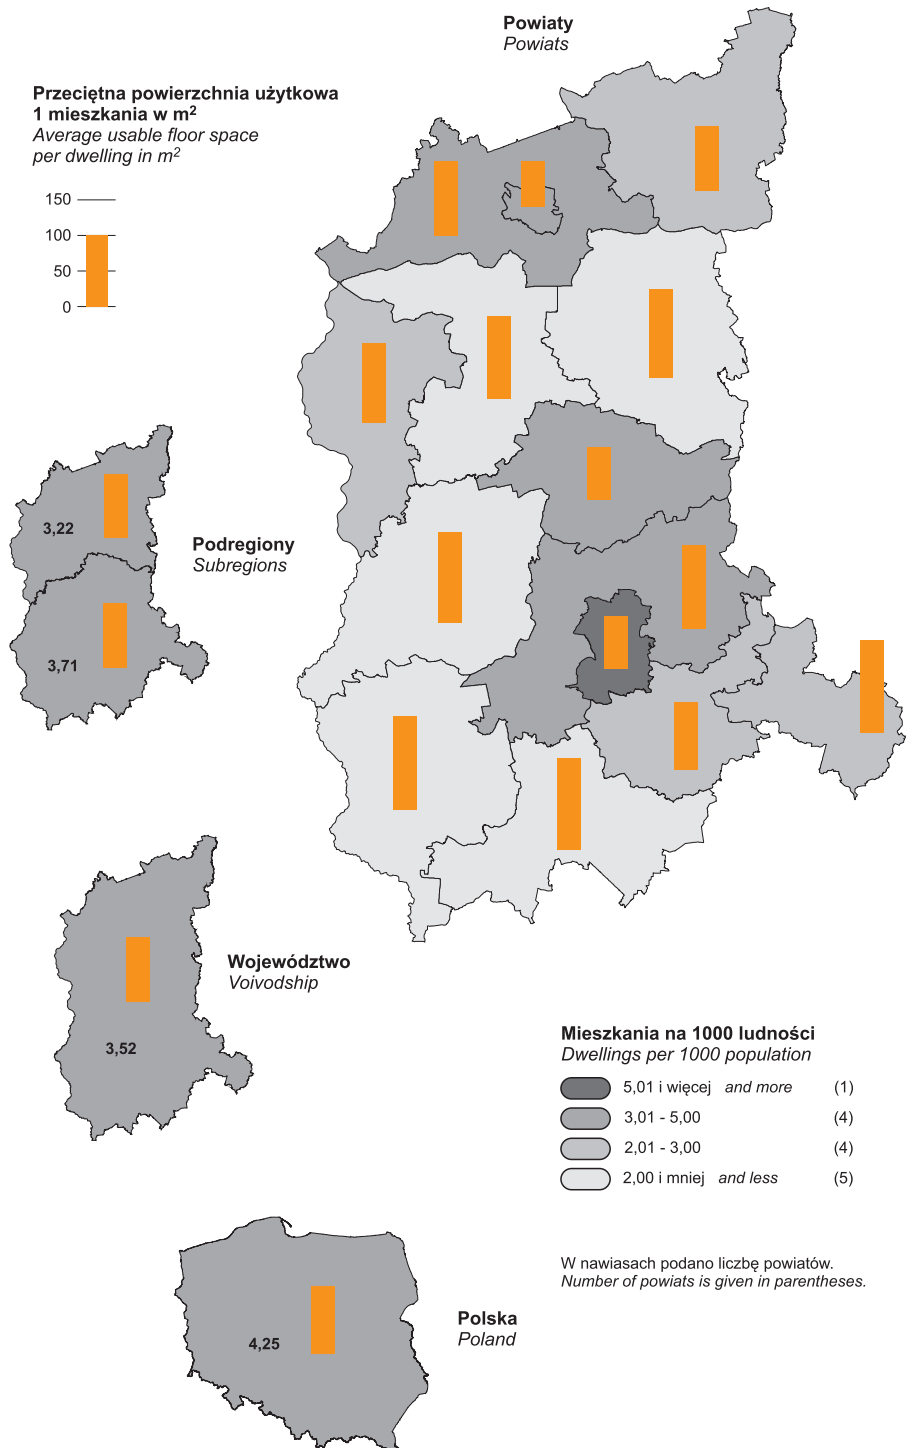 Powiaty
Powiats
Przeciętna powierzchnia użytkowa
1 mieszkania w m²
Average usable floor space
per dwelling in m²
150
100
50
0
3,22
3,71
Podregiony
Subregions
Województwo
Voivodship
3,52
Mieszkania na 1000 ludności
Dwellings per 1000 population
5,01 i więcej and more (1)
3,01 - 5,00 (4)
2,01 - 3,00 (4)
2,00 i mniej and less (5)
W nawiasach podano liczbę powiatów.
Number of powiats is given in parentheses.
Polska
Poland
4,25